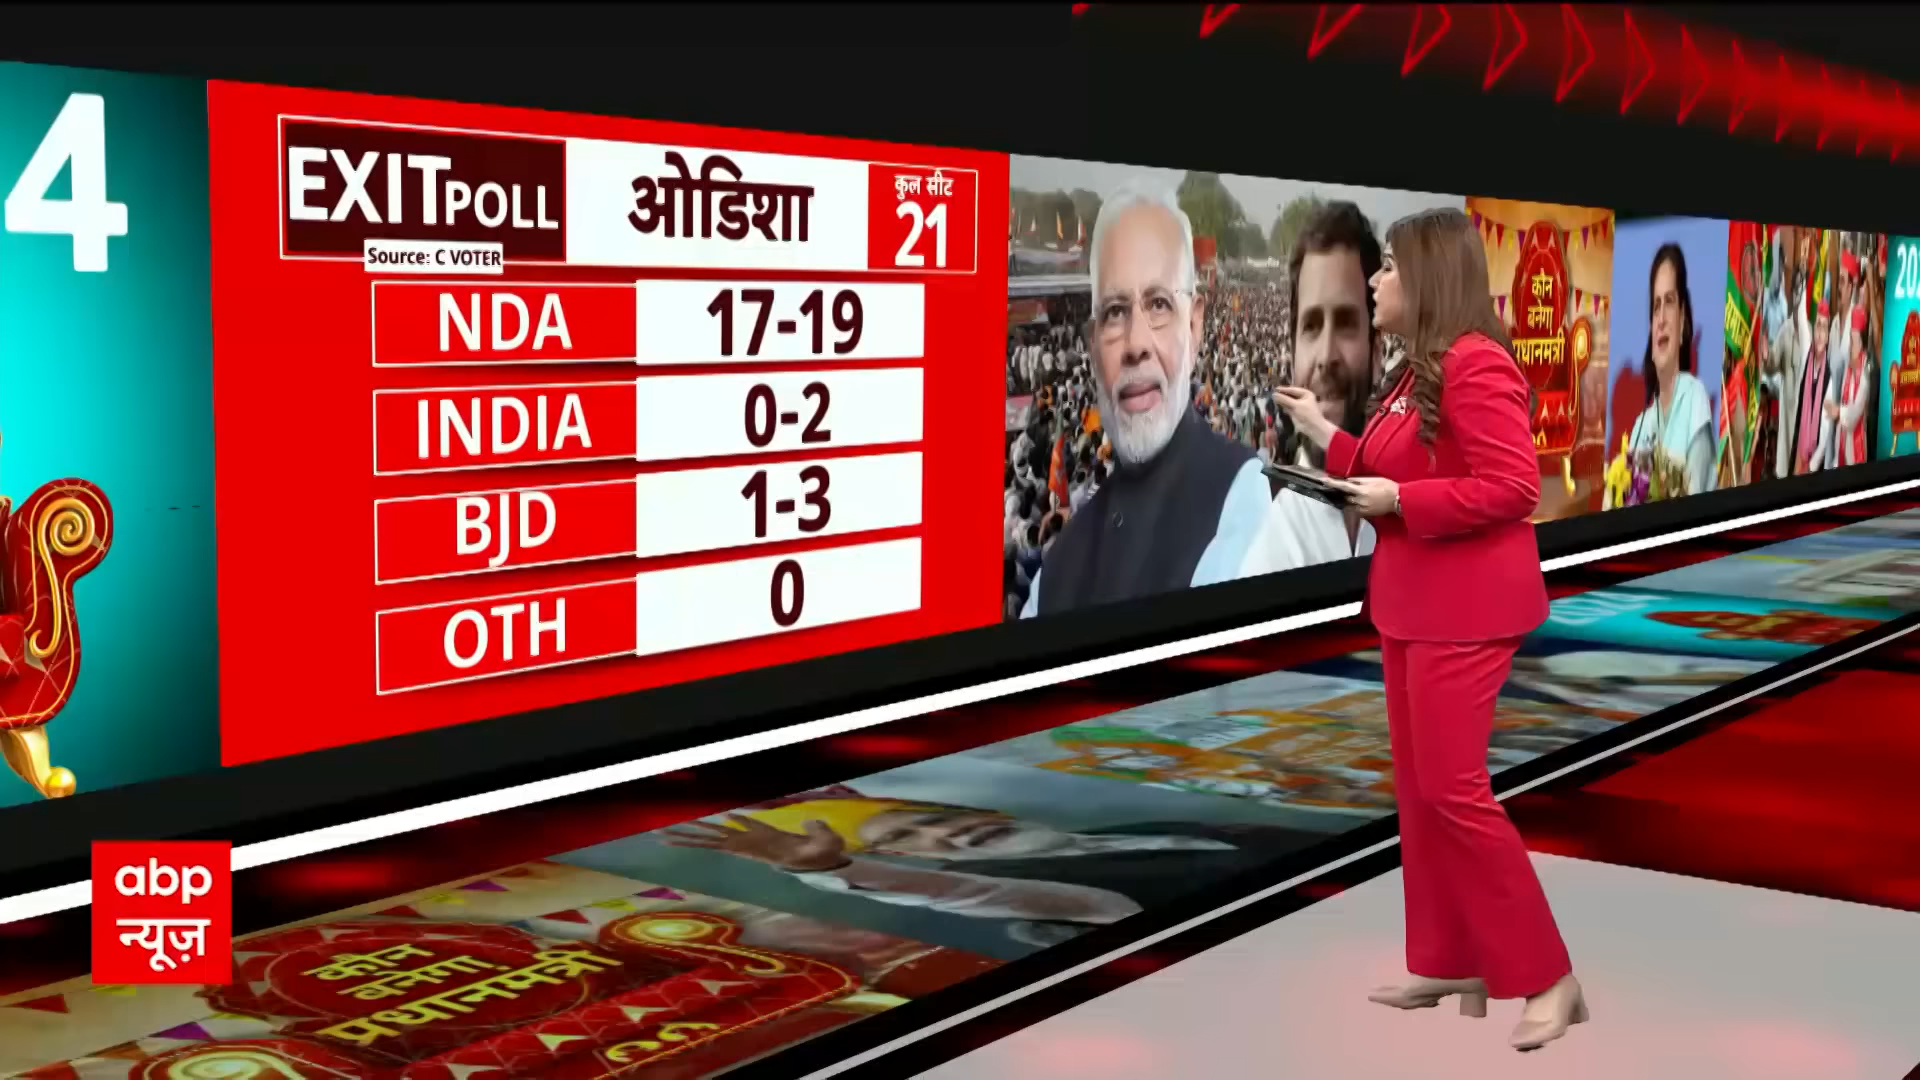 4
EXIT POLL
ओडिशा
कुल सीट
21
Source: C VOTER
NDA
17-19
INDIA
0-2
BJD
1-3
OTH
0
कौन
बनेगा
प्रधानमंत्री
abp
न्यूज़
कौन
बनेगा
प्रधानमंत्री